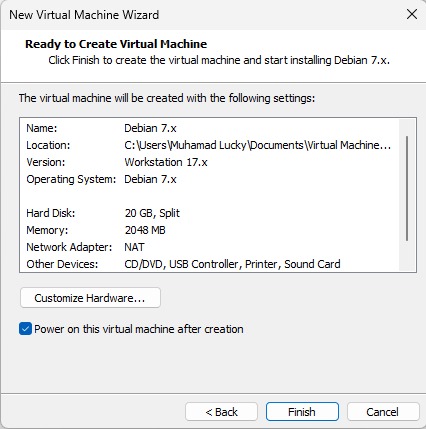 New Virtual Machine Wizard
Ready to Create Virtual Machine
Click Finish to create the virtual machine and start installing Debian 7.x.
The virtual machine will be created with the following settings:
Name: Debian 7.x
Location: C:\Users\Muhamad Lucky\Documents\Virtual Machine...
Version: Workstation 17.x
Operating System: Debian 7.x
Hard Disk: 20 GB, Split
Memory: 2048 MB
Network Adapter: NAT
Other Devices: CD/DVD, USB Controller, Printer, Sound Card
Customize Hardware...
Power on this virtual machine after creation
< Back Finish Cancel